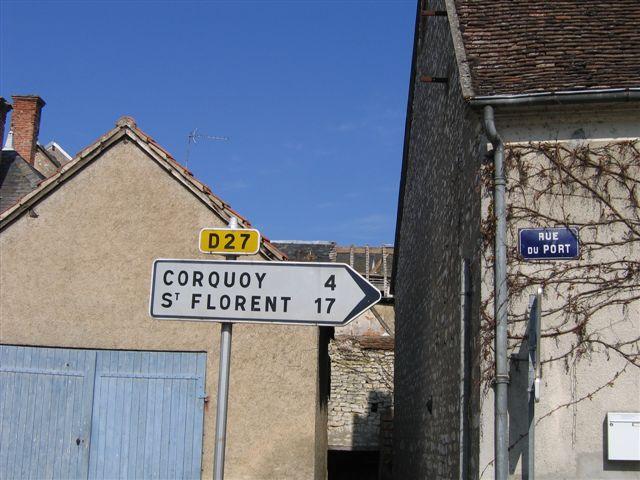 D27
CORQUOY 4
ST FLORENT 17
RUE
DU PORT